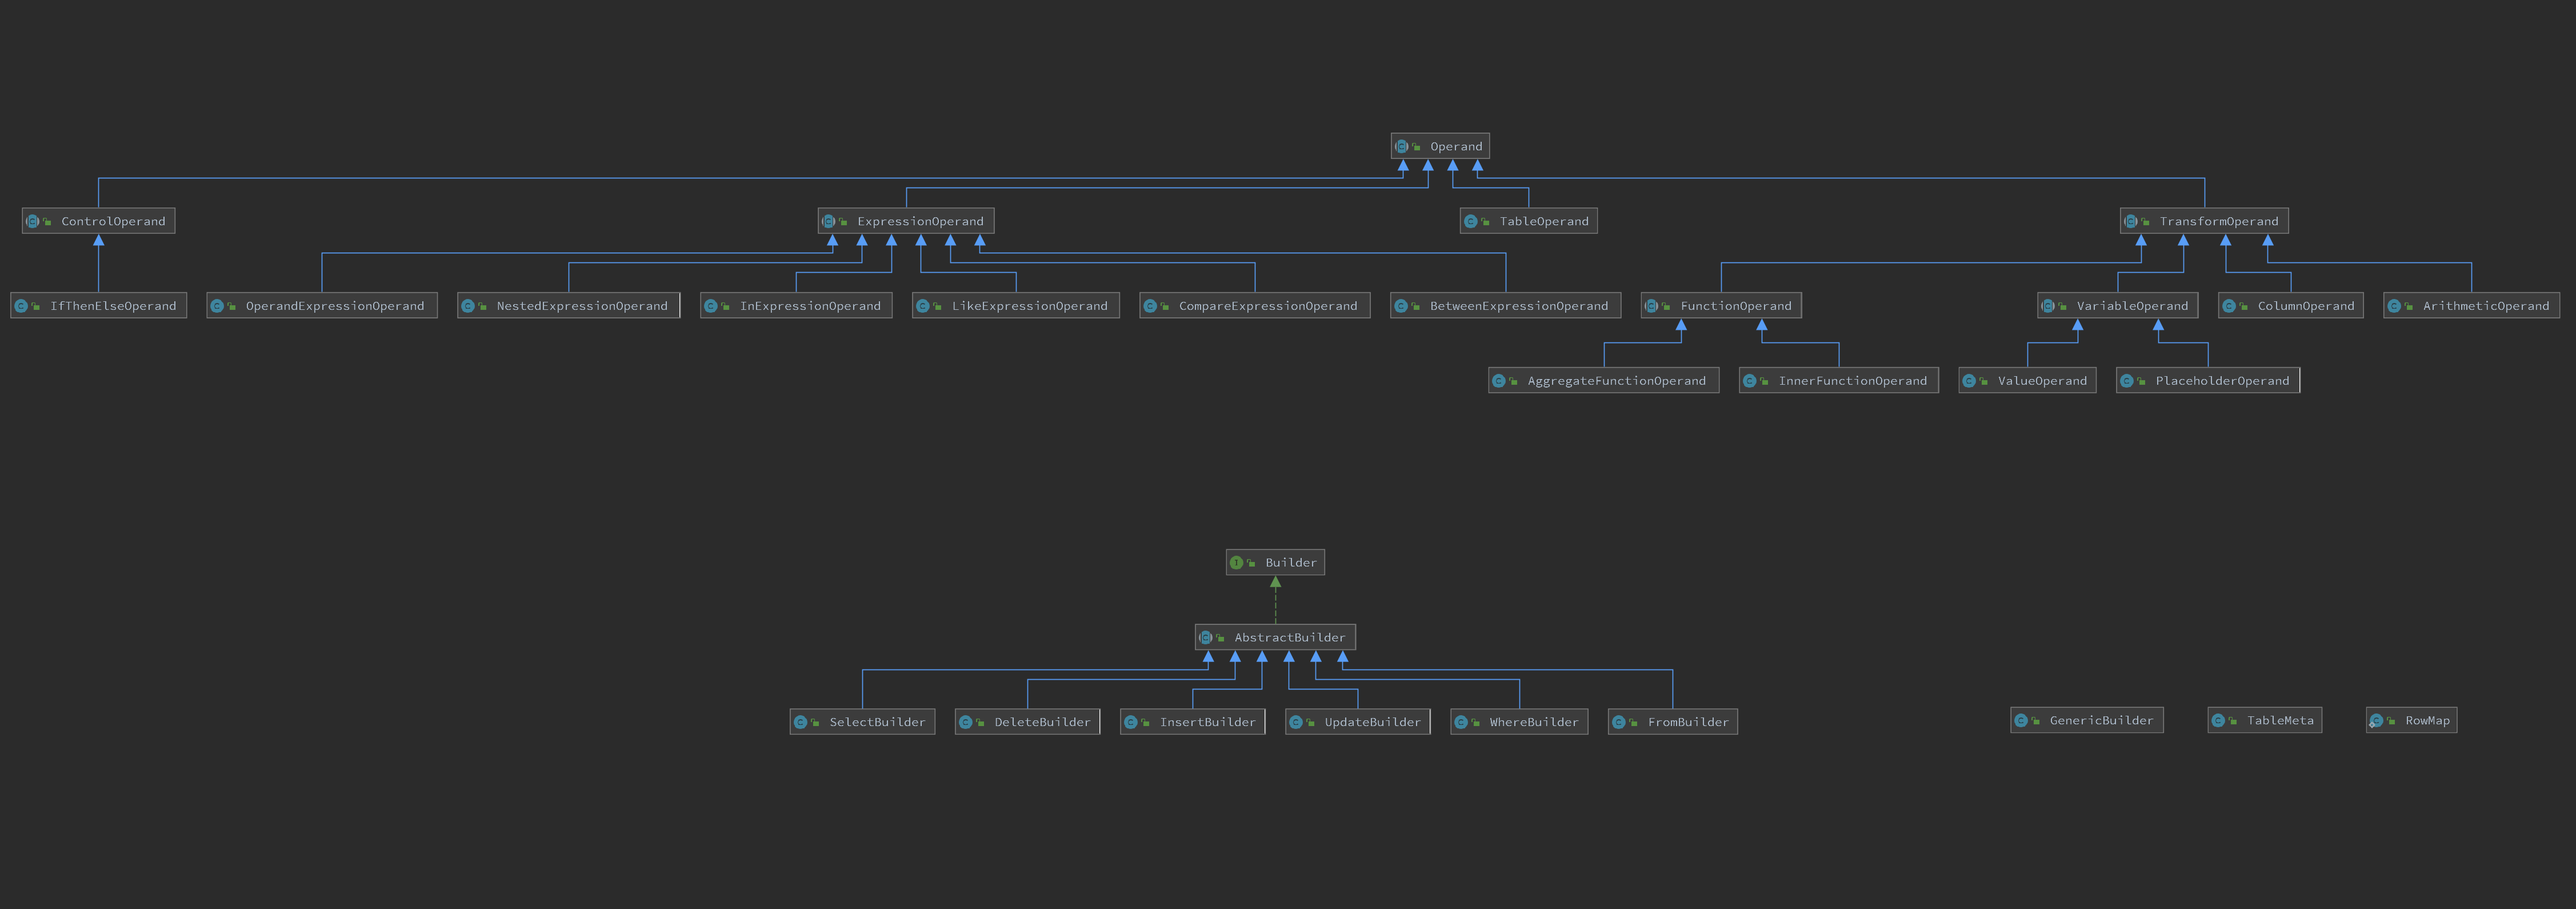 Operand
ControlOperand
ExpressionOperand
TableOperand
TransformOperand
IfThenElseOperand
OperandExpressionOperand
NestedExpressionOperand
InExpressionOperand
LikeExpressionOperand
CompareExpressionOperand
BetweenExpressionOperand
FunctionOperand
VariableOperand
ColumnOperand
ArithmeticOperand
AggregateFunctionOperand
InnerFunctionOperand
ValueOperand
PlaceholderOperand
Builder
AbstractBuilder
SelectBuilder
DeleteBuilder
InsertBuilder
UpdateBuilder
WhereBuilder
FromBuilder
GenericBuilder
TableMeta
RowMap